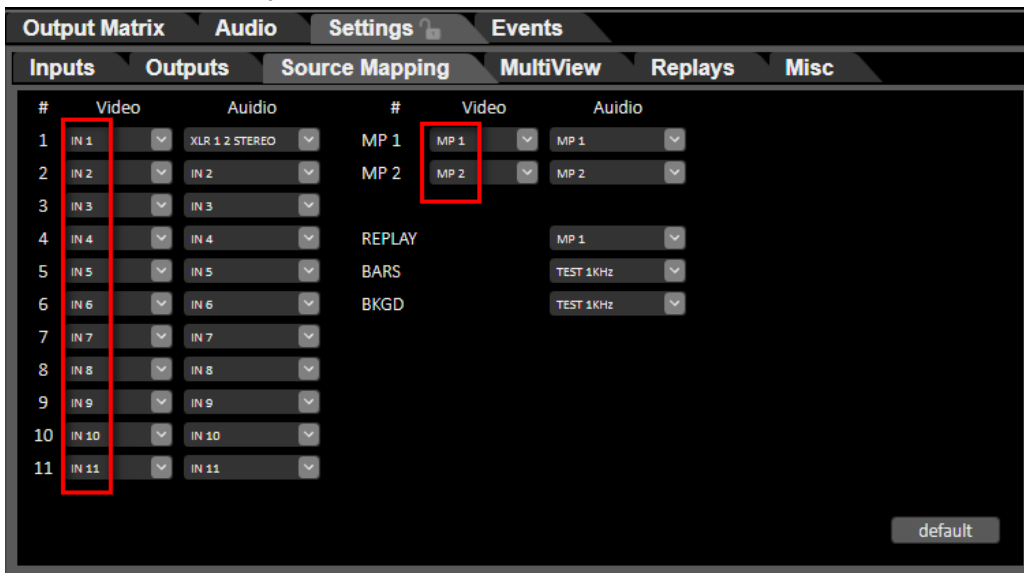 Output Matrix Audio Settings Events
Inputs Outputs Source Mapping MultiView Replays Misc
# Video Auidio # Video Auidio
1 IN 1 XLR 1 2 STEREO MP 1 MP 1 MP 1
2 IN 2 IN 2 MP 2 MP 2 MP 2
3 IN 3 IN 3
4 IN 4 IN 4 REPLAY MP 1
5 IN 5 IN 5 BARS TEST 1KHz
6 IN 6 IN 6 BKGD TEST 1KHz
7 IN 7 IN 7
8 IN 8 IN 8
9 IN 9 IN 9
10 IN 10 IN 10
11 IN 11 IN 11
default